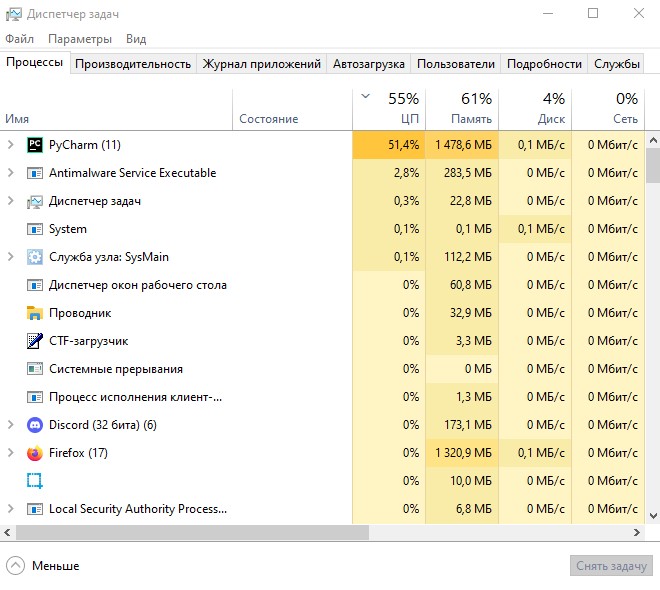 Диспетчер задач
Файл Параметры Вид
Процессы Производительность Журнал приложений Автозагрузка Пользователи Подробности Службы
55% 61% 4% 0%
Имя Состояние ЦП Память Диск Сеть
PC PyCharm (11) 51,4% 1 478,6 МБ 0,1 МБ/с 0 Мбит/с
Antimalware Service Executable 2,8% 283,5 МБ 0 МБ/с 0 Мбит/с
Диспетчер задач 0,3% 22,8 МБ 0 МБ/с 0 Мбит/с
System 0,1% 0,1 МБ 0,1 МБ/с 0 Мбит/с
Служба узла: SysMain 0,1% 112,2 МБ 0 МБ/с 0 Мбит/с
Диспетчер окон рабочего стола 0% 60,8 МБ 0 МБ/с 0 Мбит/с
Проводник 0% 32,9 МБ 0 МБ/с 0 Мбит/с
CTF-загрузчик 0% 3,3 МБ 0 МБ/с 0 Мбит/с
Системные прерывания 0% 0 МБ 0 МБ/с 0 Мбит/с
Процесс исполнения клиент-... 0% 1,3 МБ 0 МБ/с 0 Мбит/с
Discord (32 бита) (6) 0% 173,1 МБ 0 МБ/с 0 Мбит/с
Firefox (17) 0% 1 320,9 МБ 0,1 МБ/с 0 Мбит/с
0% 10,0 МБ 0 МБ/с 0 Мбит/с
Local Security Authority Process... 0% 6,8 МБ 0 МБ/с 0 Мбит/с
Меньше Снять задачу